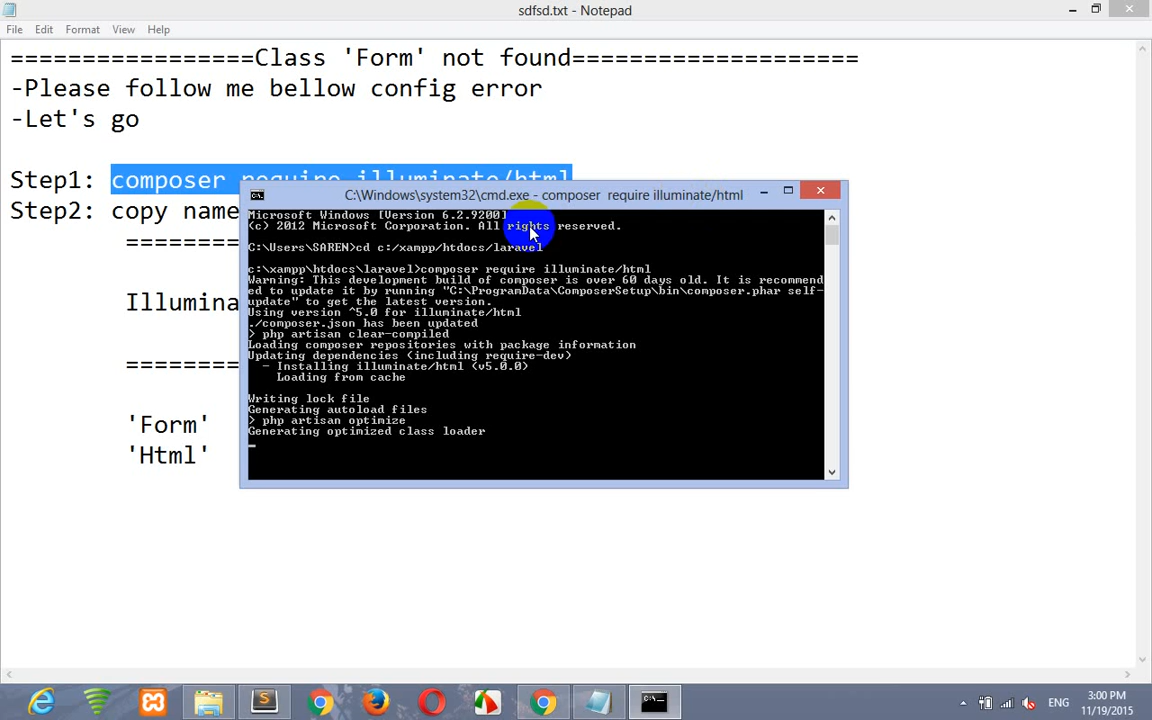 sdfsd.txt - Notepad
File Edit Format View Help
================Class 'Form' not found====================
-Please follow me bellow config error
-Let's go
Step1: composer require illuminate/html
Step2: copy name
Illumina
'Form'
'Html'
C:\Windows\system32\cmd.exe - composer  require illuminate/html
Microsoft Windows [Version 6.2.9200]
(c) 2012 Microsoft Corporation. All rights reserved.
C:\Users\SAREN>cd c:/xampp/htdocs/laravel
c:\xampp\htdocs\laravel>composer require illuminate/html
Warning: This development build of composer is over 60 days old. It is recommend
ed to update it by running "C:\ProgramData\ComposerSetup\bin\composer.phar self-
update" to get the latest version.
Using version ^5.0 for illuminate/html
./composer.json has been updated
> php artisan clear-compiled
Loading composer repositories with package information
Updating dependencies (including require-dev)
- Installing illuminate/html (v5.0.0)
Loading from cache
Writing lock file
Generating autoload files
> php artisan optimize
Generating optimized class loader
ENG
3:00 PM
11/19/2015